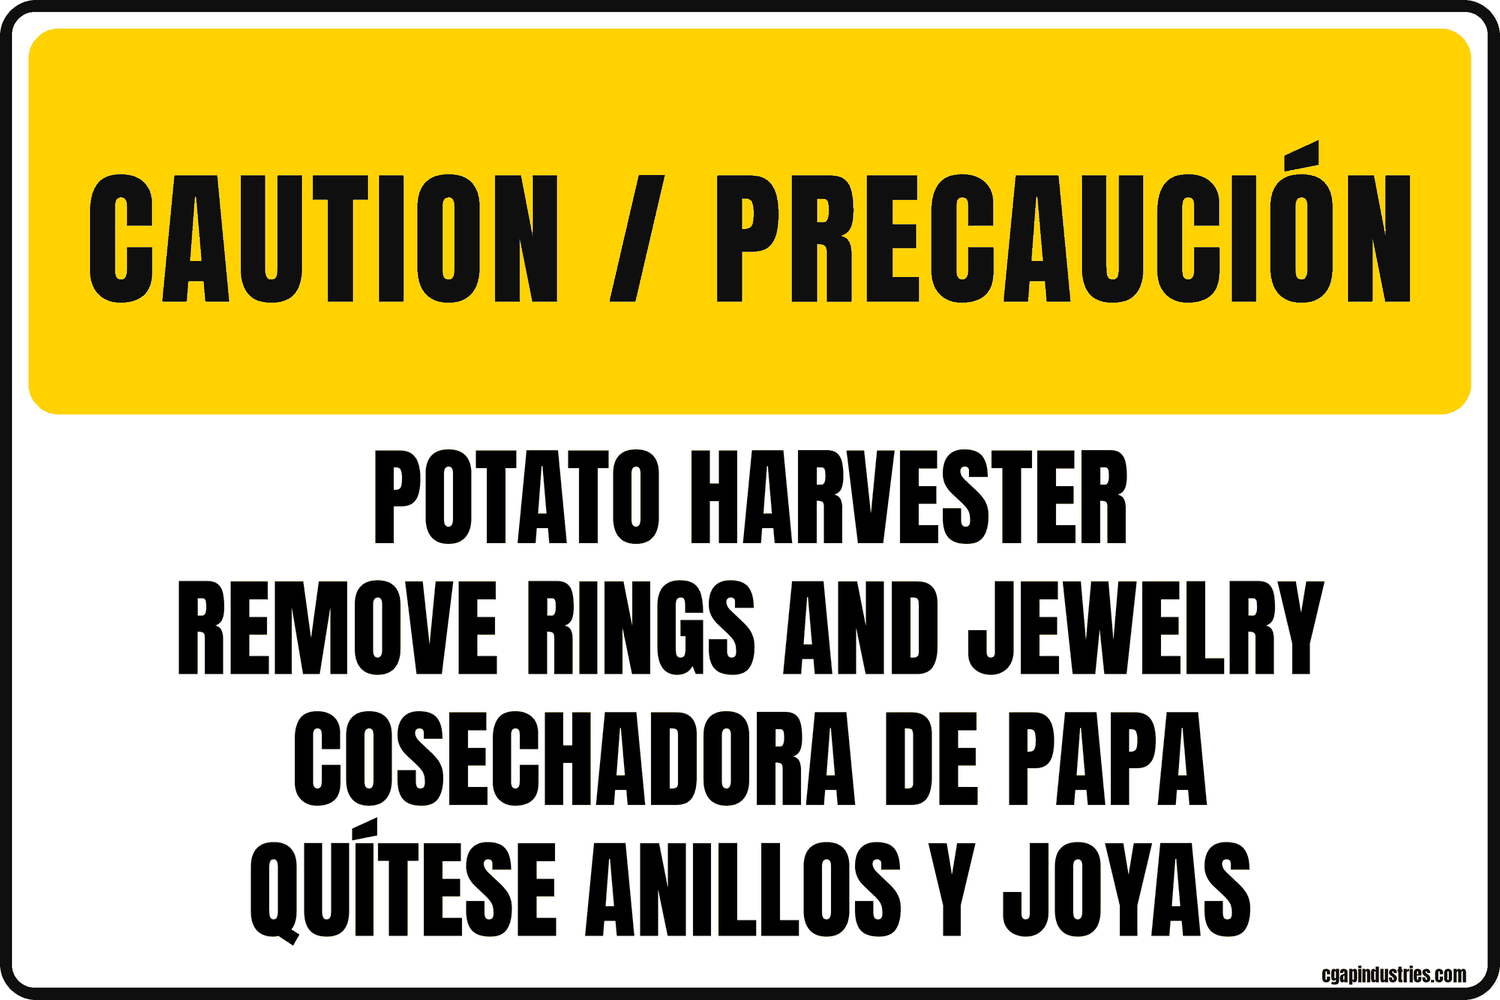 CAUTION / PRECAUCIÓN
POTATO HARVESTER
REMOVE RINGS AND JEWELRY
COSECHADORA DE PAPA
QUÍTESE ANILLOS Y JOYAS
cgapindustries.com